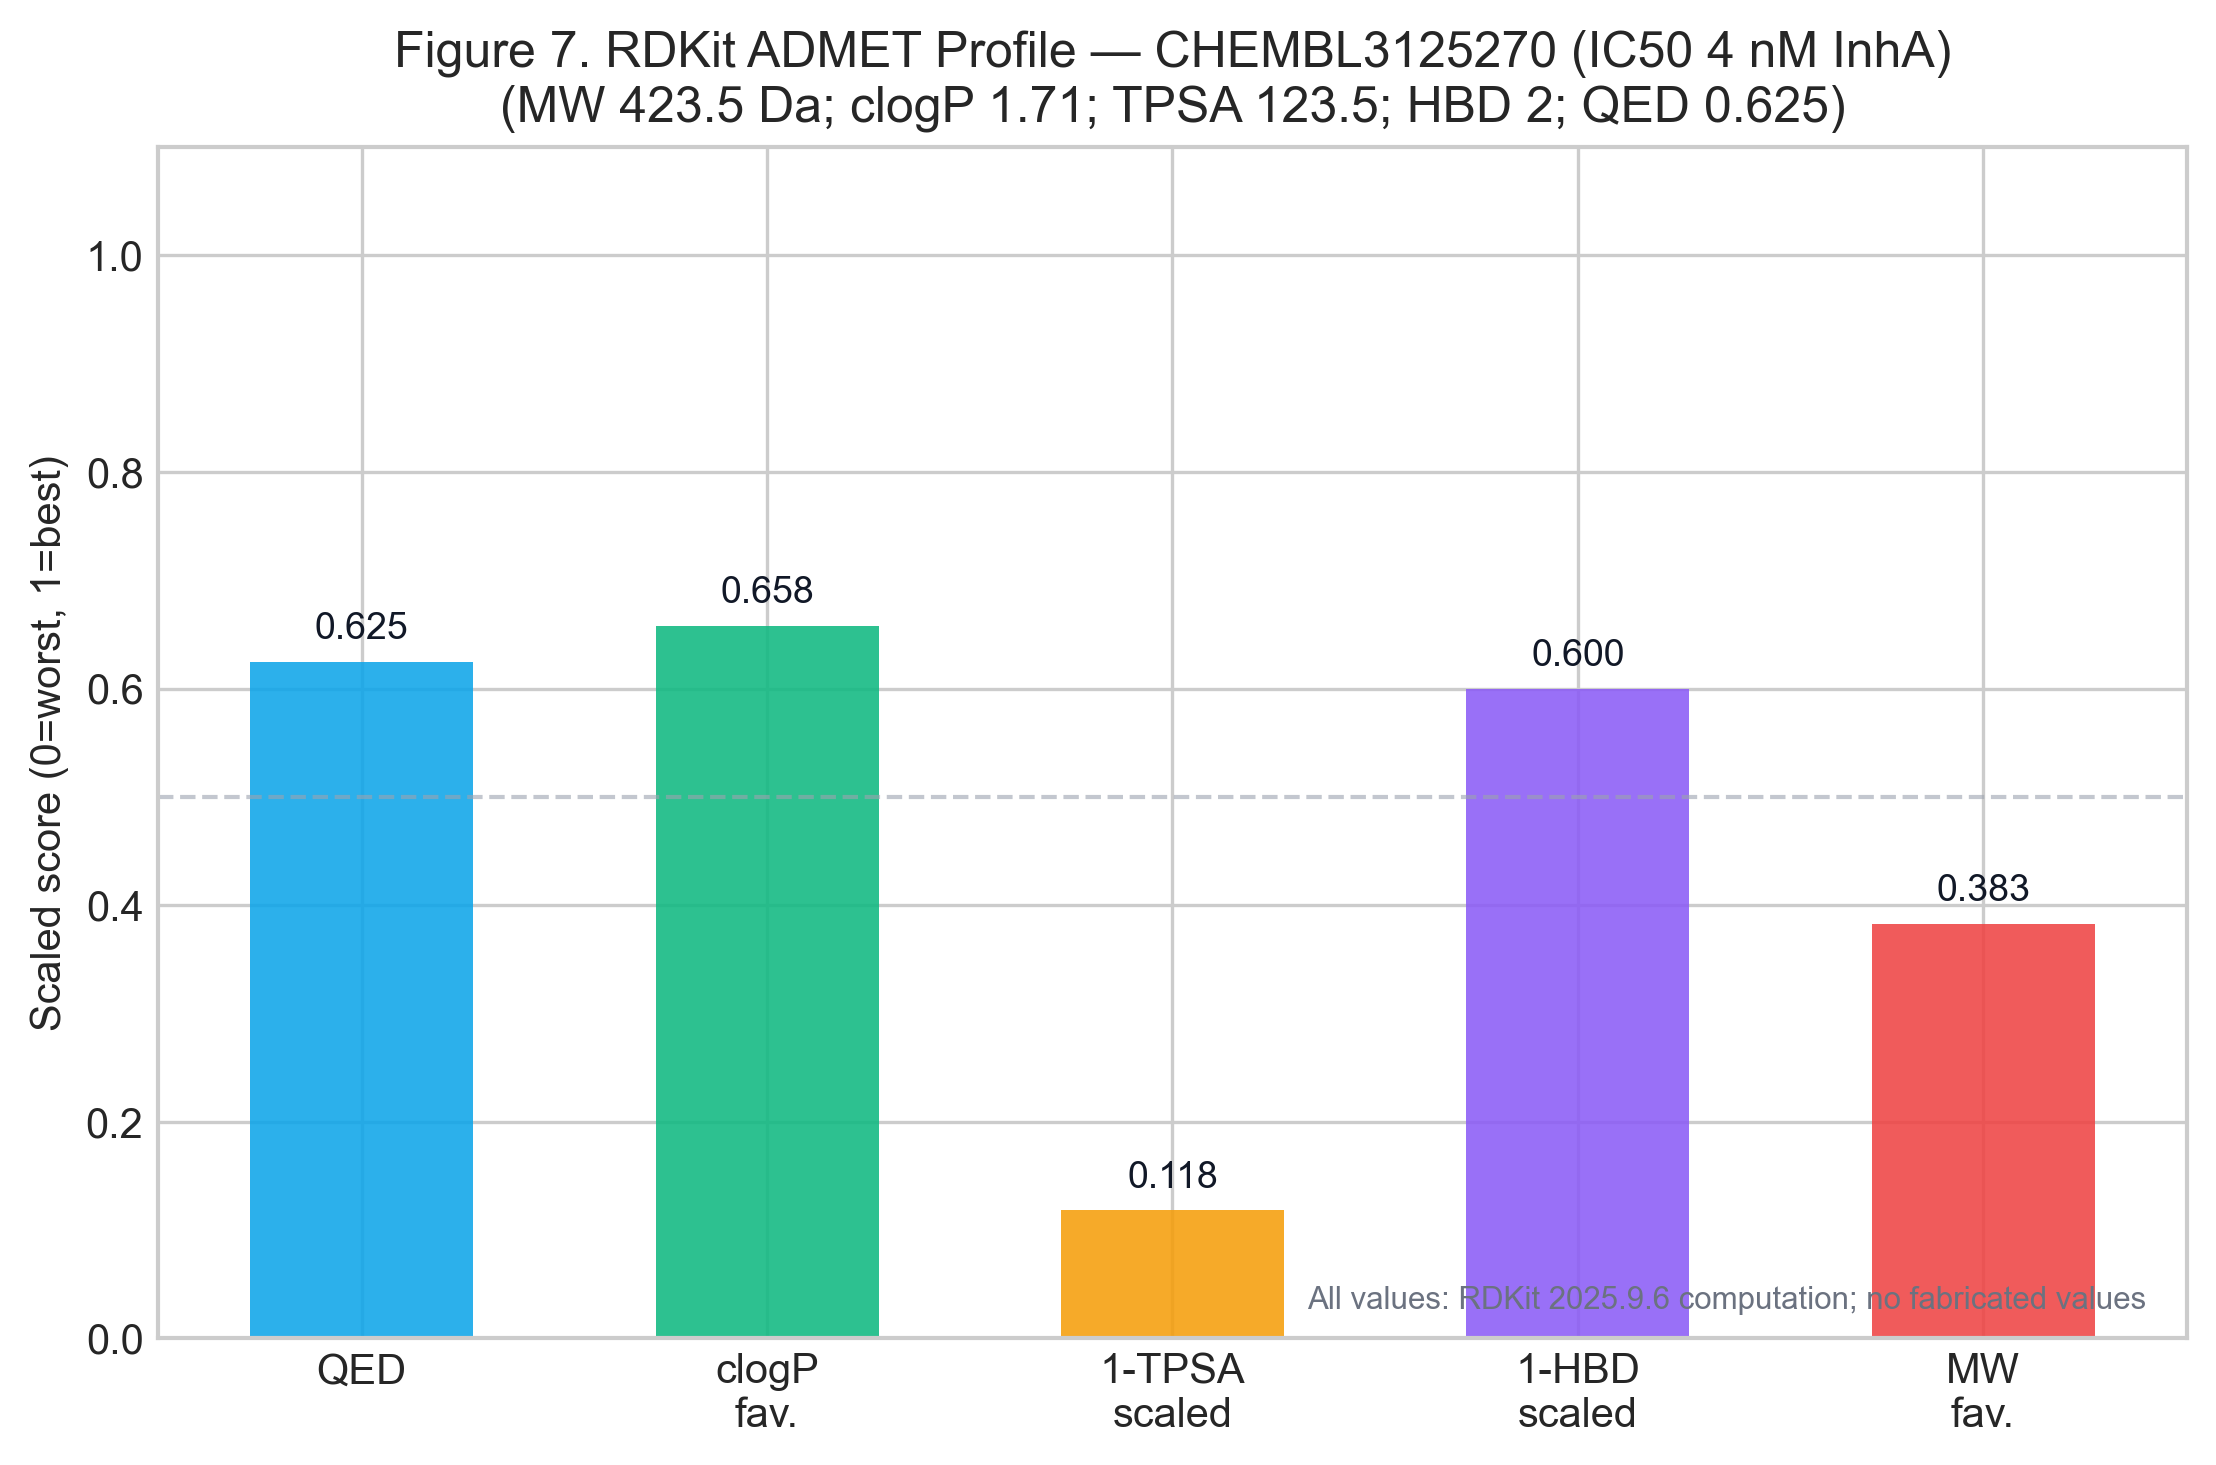 Figure 7. RDKit ADMET Profile — CHEMBL3125270 (IC50 4 nM InhA)
(MW 423.5 Da; clogP 1.71; TPSA 123.5; HBD 2; QED 0.625)
Scaled score (0=worst, 1=best)
1.0
0.8
0.6
0.4
0.2
0.0
0.625
0.658
0.118
0.600
0.383
All values: RDKit 2025.9.6 computation; no fabricated values
QED
clogP
fav.
1-TPSA
scaled
1-HBD
scaled
MW
fav.